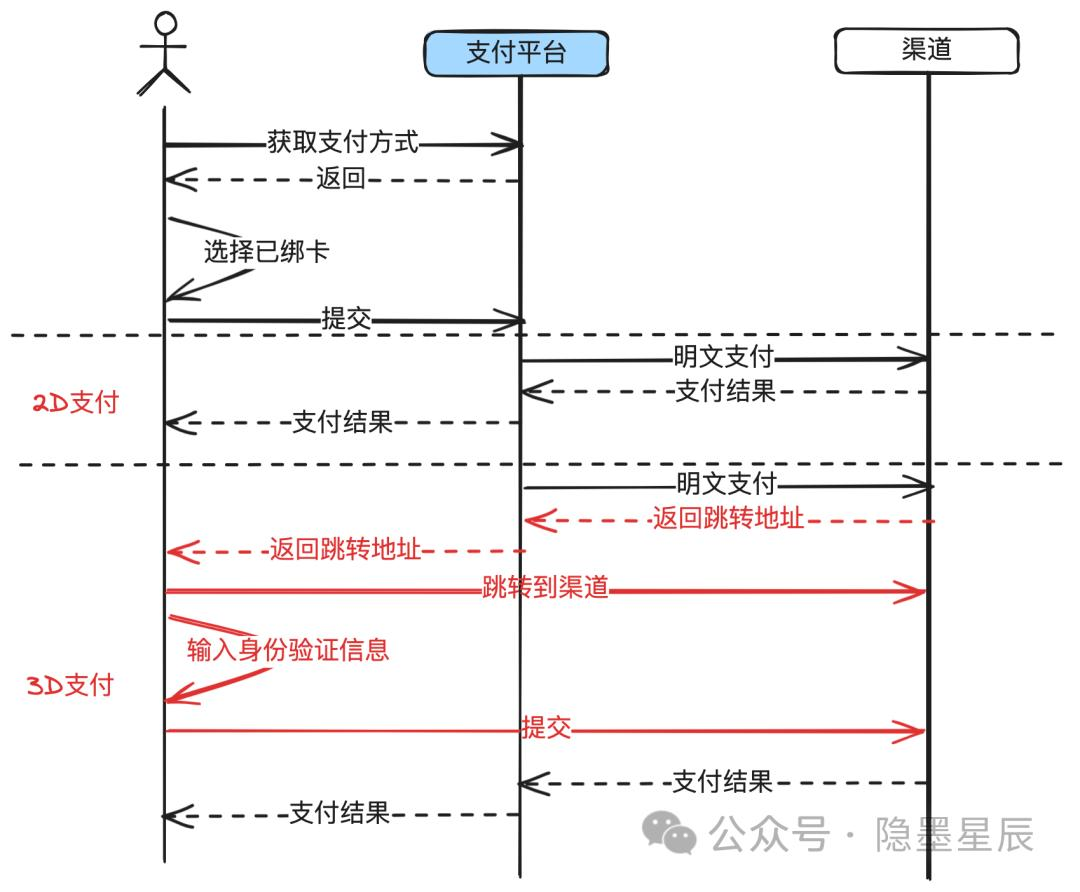 支付平台
渠道
获取支付方式
返回
选择已绑卡
提交
明文支付
支付结果
2D支付
支付结果
明文支付
返回跳转地址
返回跳转地址
跳转到渠道
输入身份验证信息
3D支付
提交
支付结果
支付结果
公众号·隐墨星辰